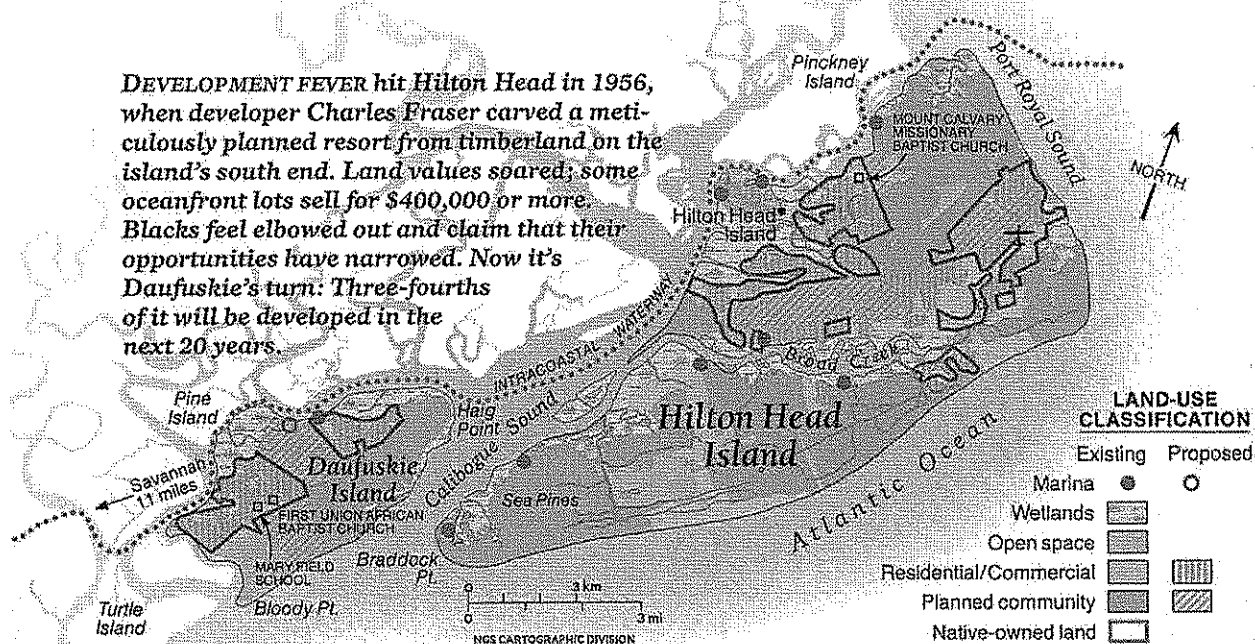 DEVELOPMENT FEVER hit Hilton Head in 1956,
when developer Charles Fraser carved a meti-
culously planned resort from timberland on the
island's south end. Land values soared; some
oceanfront lots sell for $400,000 or more.
Blacks feel elbowed out and claim that their
opportunities have narrowed. Now it's
Daufuskie's turn: Three-fourths
of it will be developed in the
next 20 years.
Pinckney
Island
Port Royal Sound
MOUNT CALVARY
MISSIONARY
BAPTIST CHURCH
NORTH
Hilton Head
Island
INTRACOASTAL WATERWAY
Broad Creek
Pine
Island
Haig
Point
Calibogue Sound
Hilton Head
Island
Savannah
11 miles
Daufuskie
Island
Sea Pines
FIRST UNION AFRICAN
BAPTIST CHURCH
Atlantic Ocean
MARY FIELD
SCHOOL
Braddock
Pt.
Bloody Pt.
Turtle
Island
0 3 km
0 3 mi
NGS CARTOGRAPHIC DIVISION
LAND-USE
CLASSIFICATION
Existing Proposed
Marina
Wetlands
Open space
Residential/Commercial
Planned community
Native-owned land